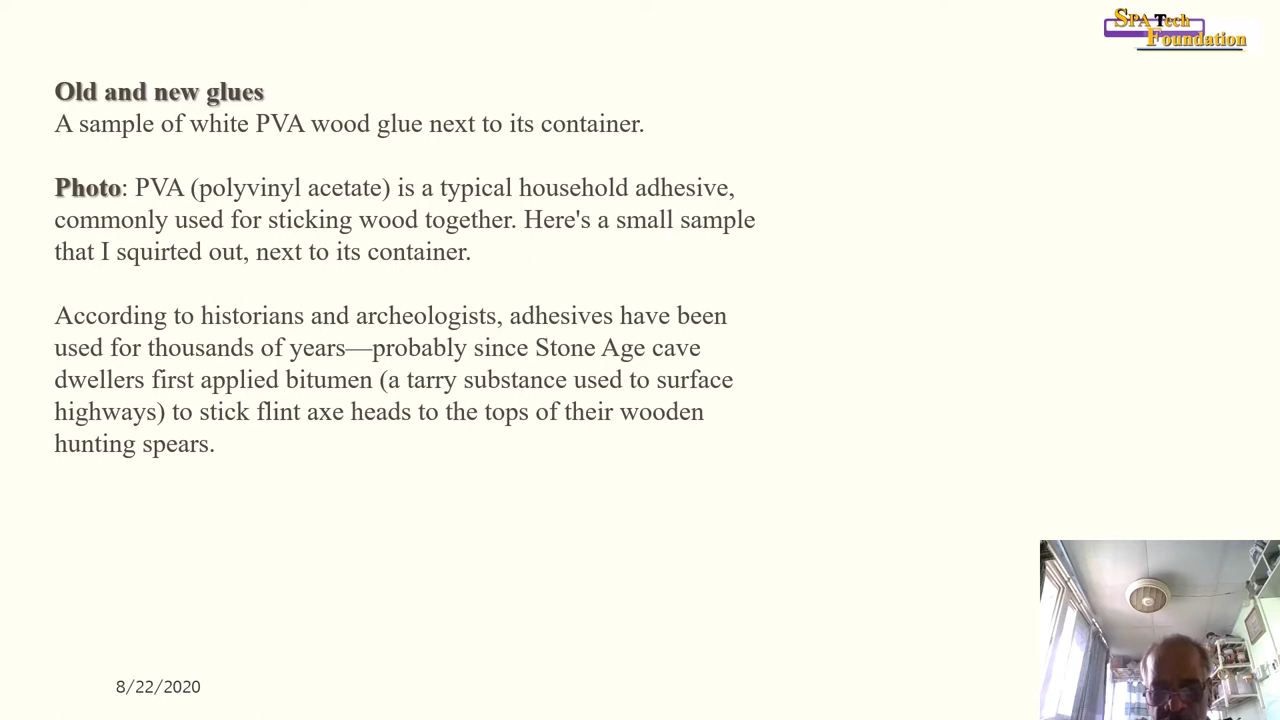 SPA Tech
Foundation
Old and new glues
A sample of white PVA wood glue next to its container.
Photo: PVA (polyvinyl acetate) is a typical household adhesive,
commonly used for sticking wood together. Here's a small sample
that I squirted out, next to its container.
According to historians and archeologists, adhesives have been
used for thousands of years—probably since Stone Age cave
dwellers first applied bitumen (a tarry substance used to surface
highways) to stick flint axe heads to the tops of their wooden
hunting spears.
8/22/2020